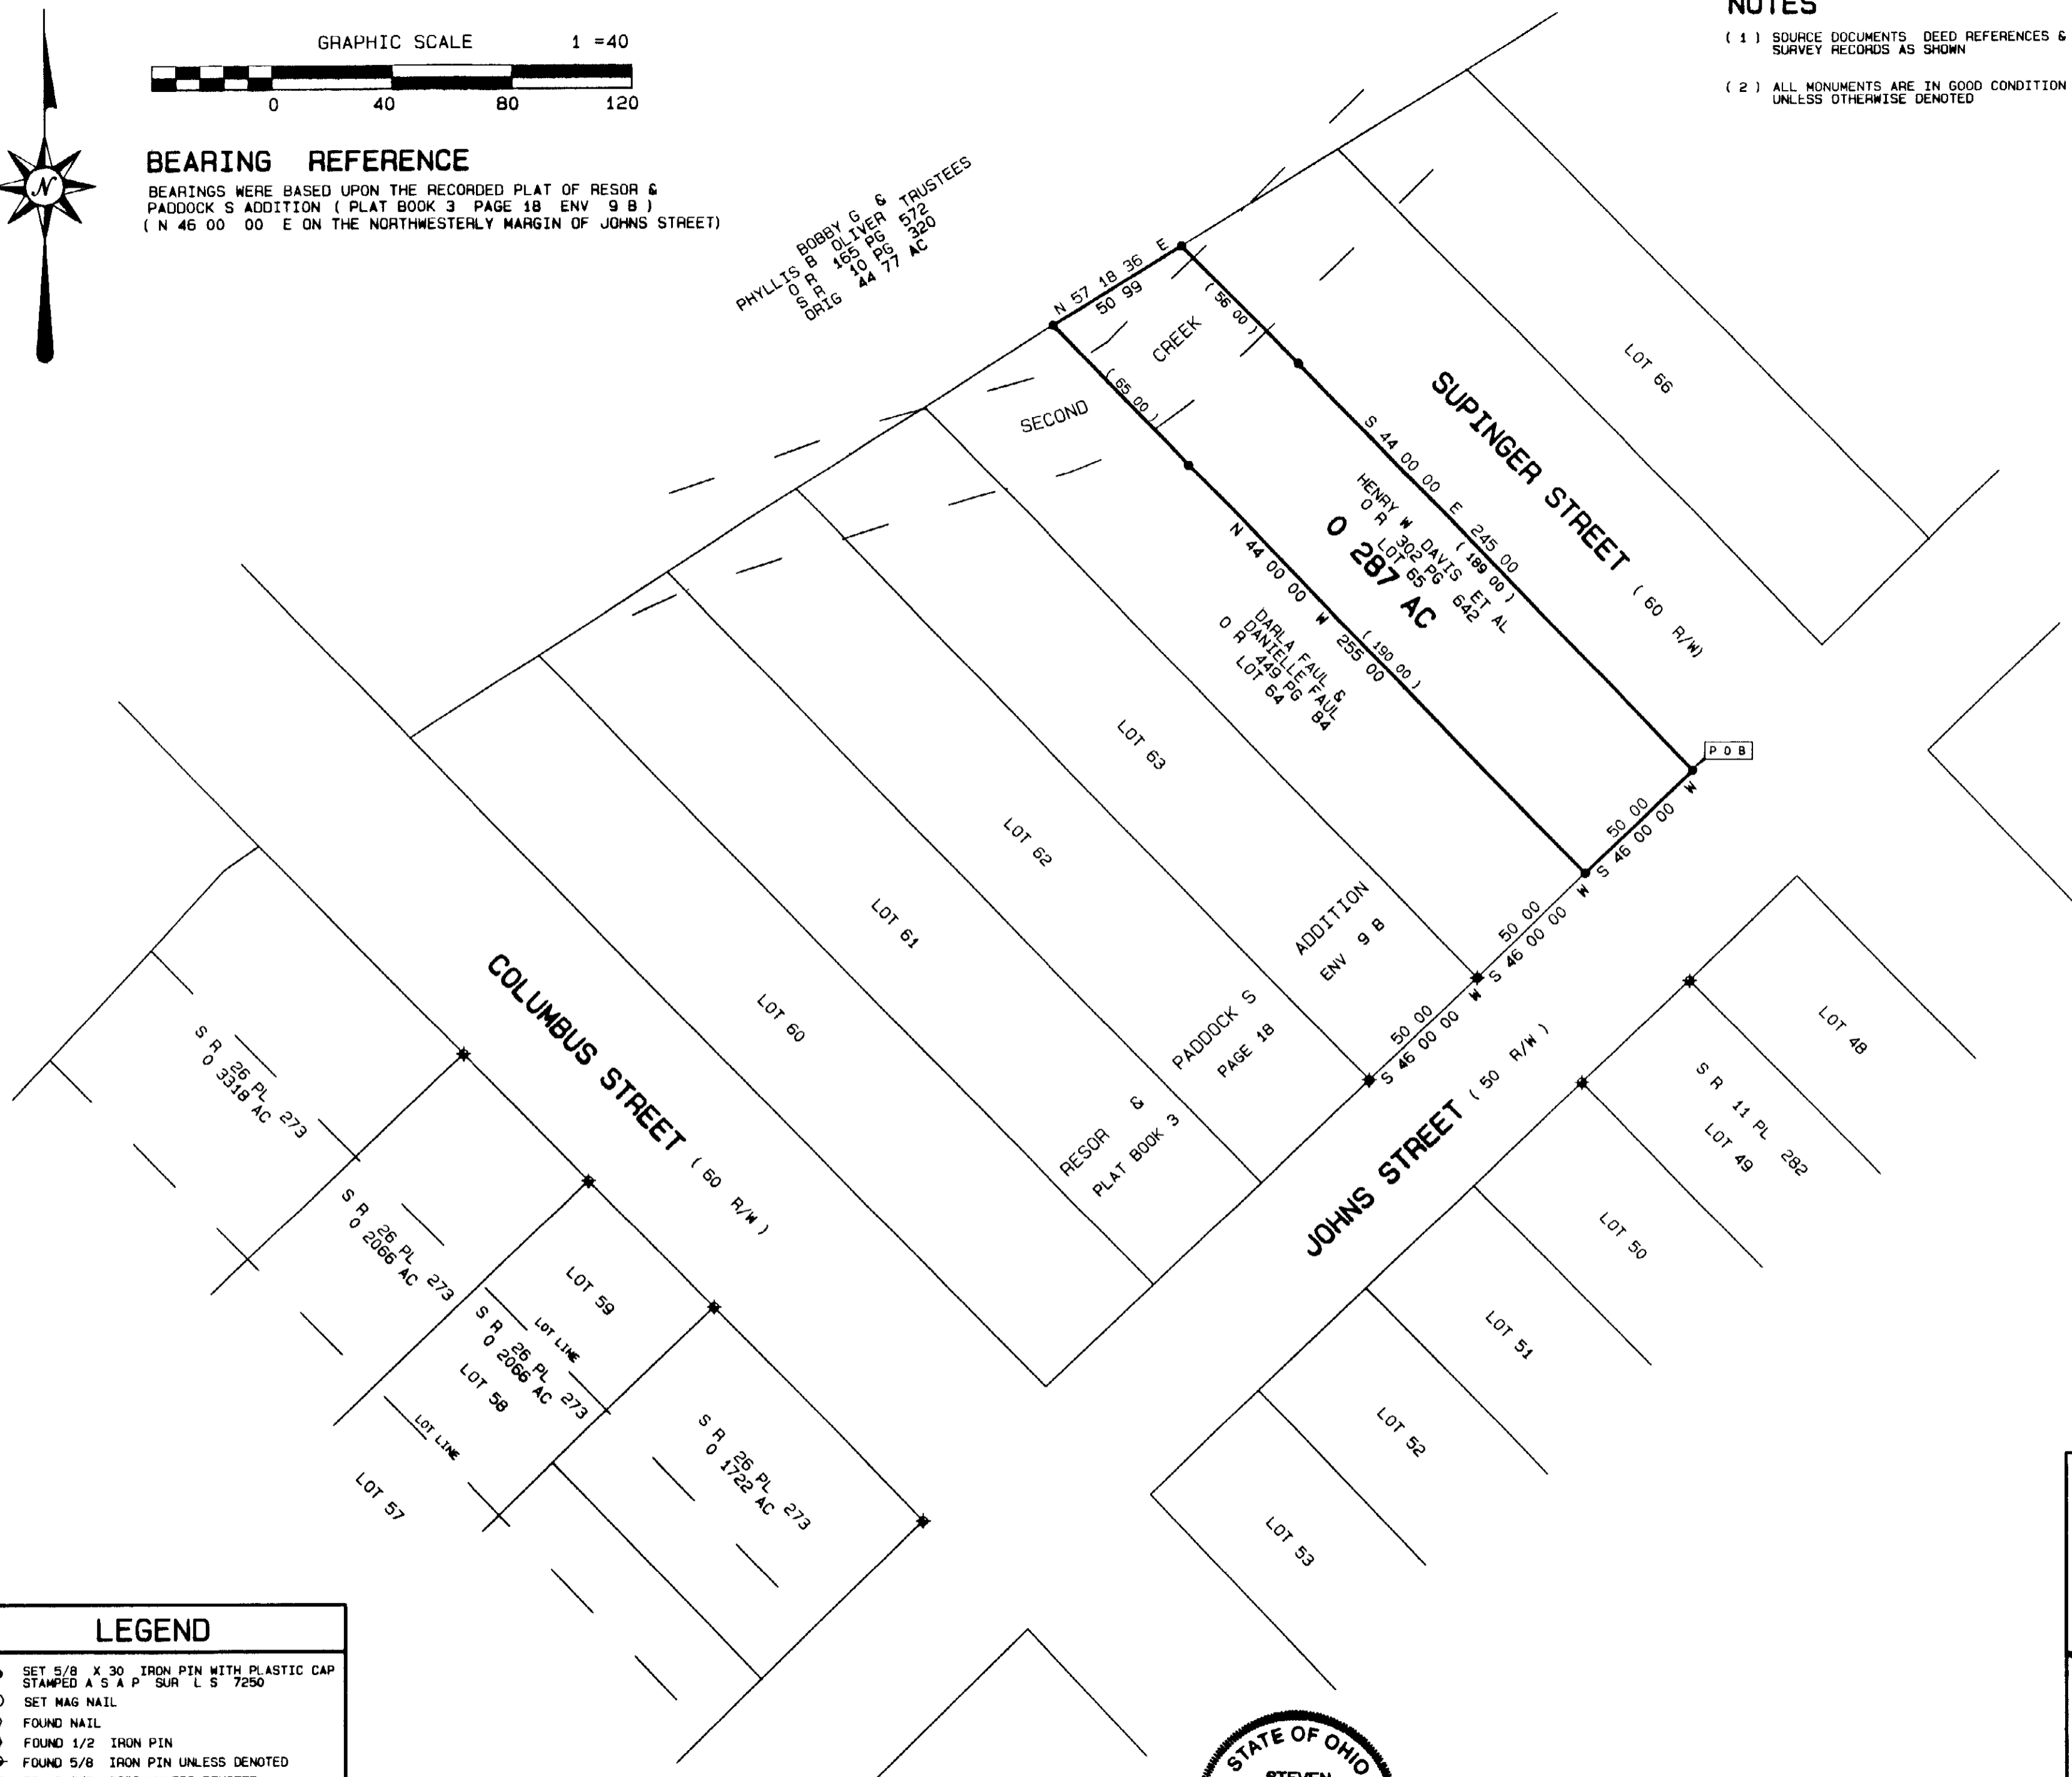 GRAPHIC SCALE 1 =40
0 40 80 120
BEARING REFERENCE
BEARINGS WERE BASED UPON THE RECORDED PLAT OF RESOR &
PADDOCK S ADDITION ( PLAT BOOK 3 PAGE 18 ENV 9 B )
( N 46 00 00 E ON THE NORTHWESTERLY MARGIN OF JOHNS STREET)
N
NOTES
( 1 ) SOURCE DOCUMENTS DEED REFERENCES &
SURVEY RECORDS AS SHOWN
( 2 ) ALL MONUMENTS ARE IN GOOD CONDITION
UNLESS OTHERWISE DENOTED
BOBBY G &
PHYLLIS B OLIVER TRUSTEES
O R 165 PG 572
S R 10 PG 320
ORIG 44 77 AC
N 57 18 36 E
50 99
( 56 00 )
CREEK
( 65 00 )
SECOND
LOT 66
SUPINGER STREET ( 60 R/W)
S 44 00 00 E 245 00
( 189 00 )
HENRY W DAVIS ET AL
O R 302 PG 642
LOT 65
0 287 AC
N 44 00 00 W 255 00
( 190 00 )
DARLA FAUL &
DANIELLE FAUL
O R 449 PG 84
LOT 64
P O B
50 00
S 46 00 00 W
LOT 63
LOT 62
LOT 61
LOT 60
50 00
S 46 00 00 W
50 00
S 46 00 00 W
RESOR & PADDOCK S ADDITION
PLAT BOOK 3 PAGE 18 ENV 9 B
COLUMBUS STREET ( 60 R/W )
JOHNS STREET ( 50 R/W )
LOT 48
S R 11 PL 282
LOT 49
LOT 50
LOT 51
LOT 52
LOT 53
S R 26 PL 273
0 3318 AC
S R 26 PL 273
0 2066 AC
LOT 59
LOT LINE
S R 26 PL 273
0 2066 AC
LOT 58
LOT LINE
LOT 57
S R 26 PL 273
0 1722 AC
LEGEND
SET 5/8 X 30 IRON PIN WITH PLASTIC CAP
STAMPED A S A P SUR L S 7250
SET MAG NAIL
FOUND NAIL
FOUND 1/2 IRON PIN
FOUND 5/8 IRON PIN UNLESS DENOTED
STATE OF OHIO
STEVEN